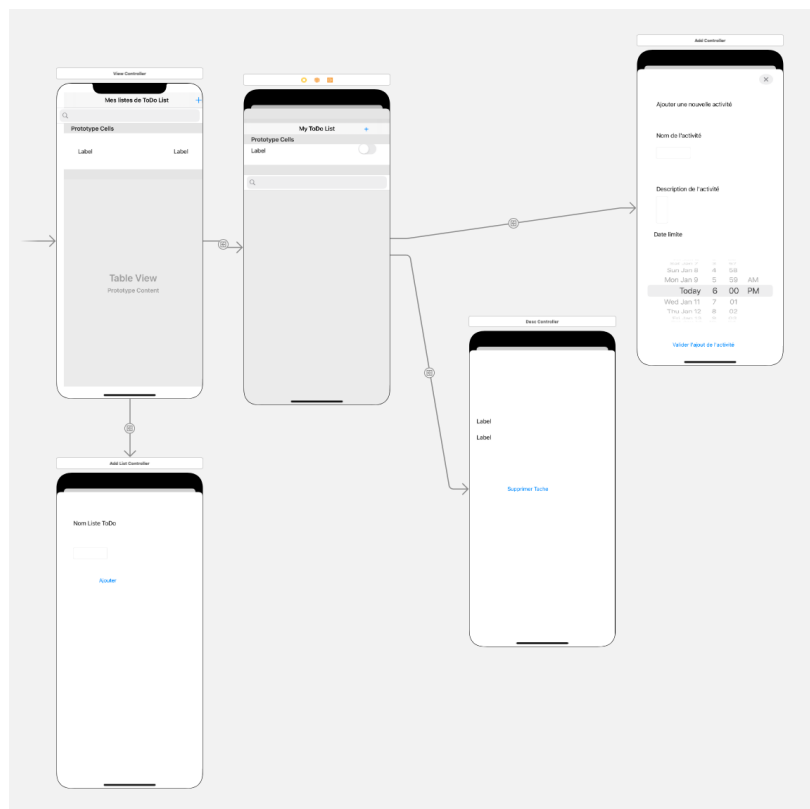 View Controller
Mes listes de ToDo List +
Prototype Cells
Label Label
Table View
Prototype Content
My ToDo List +
Prototype Cells
Label
Add Controller
Ajouter une nouvelle activité
Nom de l'activité
Description de l'activité
Date limite
Sun Jan 8 4 58
Mon Jan 9 5 59 AM
Today 6 00 PM
Wed Jan 11 7 01
Thu Jan 12 8 02
Valider l'ajout de l'activité
Desc Controller
Label
Label
Supprimer Tache
Add List Controller
Nom Liste ToDo
Ajouter